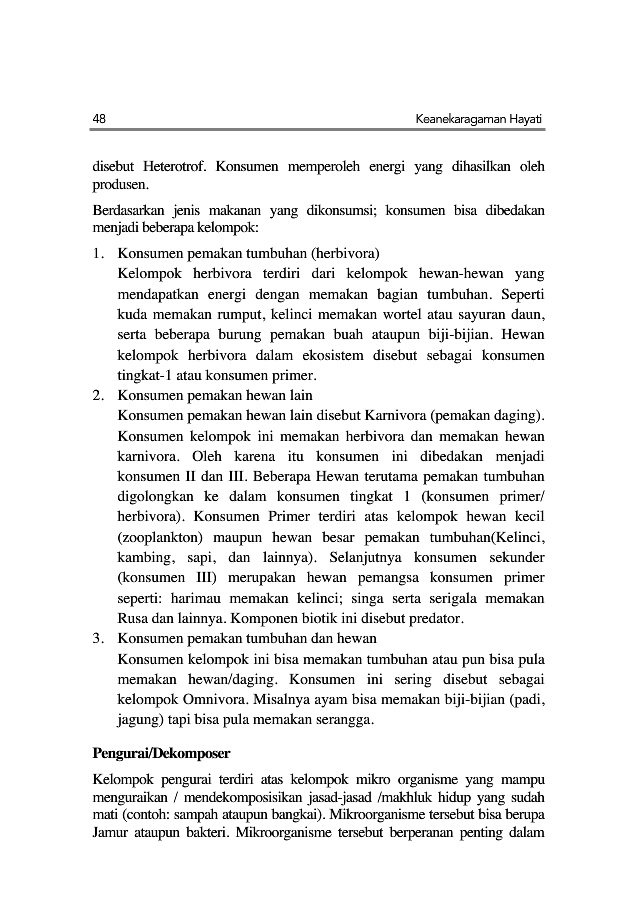 48 Keanekaragaman Hayati
disebut Heterotrof. Konsumen memperoleh energi yang dihasilkan oleh
produsen.
Berdasarkan jenis makanan yang dikonsumsi; konsumen bisa dibedakan
menjadi beberapa kelompok:
1. Konsumen pemakan tumbuhan (herbivora)
Kelompok herbivora terdiri dari kelompok hewan-hewan yang
mendapatkan energi dengan memakan bagian tumbuhan. Seperti
kuda memakan rumput, kelinci memakan wortel atau sayuran daun,
serta beberapa burung pemakan buah ataupun biji-bijian. Hewan
kelompok herbivora dalam ekosistem disebut sebagai konsumen
tingkat-1 atau konsumen primer.
2. Konsumen pemakan hewan lain
Konsumen pemakan hewan lain disebut Karnivora (pemakan daging).
Konsumen kelompok ini memakan herbivora dan memakan hewan
karnivora. Oleh karena itu konsumen ini dibedakan menjadi
konsumen II dan III. Beberapa Hewan terutama pemakan tumbuhan
digolongkan ke dalam konsumen tingkat 1 (konsumen primer/
herbivora). Konsumen Primer terdiri atas kelompok hewan kecil
(zooplankton) maupun hewan besar pemakan tumbuhan(Kelinci,
kambing, sapi, dan lainnya). Selanjutnya konsumen sekunder
(konsumen III) merupakan hewan pemangsa konsumen primer
seperti: harimau memakan kelinci; singa serta serigala memakan
Rusa dan lainnya. Komponen biotik ini disebut predator.
3. Konsumen pemakan tumbuhan dan hewan
Konsumen kelompok ini bisa memakan tumbuhan atau pun bisa pula
memakan hewan/daging. Konsumen ini sering disebut sebagai
kelompok Omnivora. Misalnya ayam bisa memakan biji-bijian (padi,
jagung) tapi bisa pula memakan serangga.
Pengurai/Dekomposer
Kelompok pengurai terdiri atas kelompok mikro organisme yang mampu
menguraikan / mendekomposisikan jasad-jasad /makhluk hidup yang sudah
mati (contoh: sampah ataupun bangkai). Mikroorganisme tersebut bisa berupa
Jamur ataupun bakteri. Mikroorganisme tersebut berperanan penting dalam